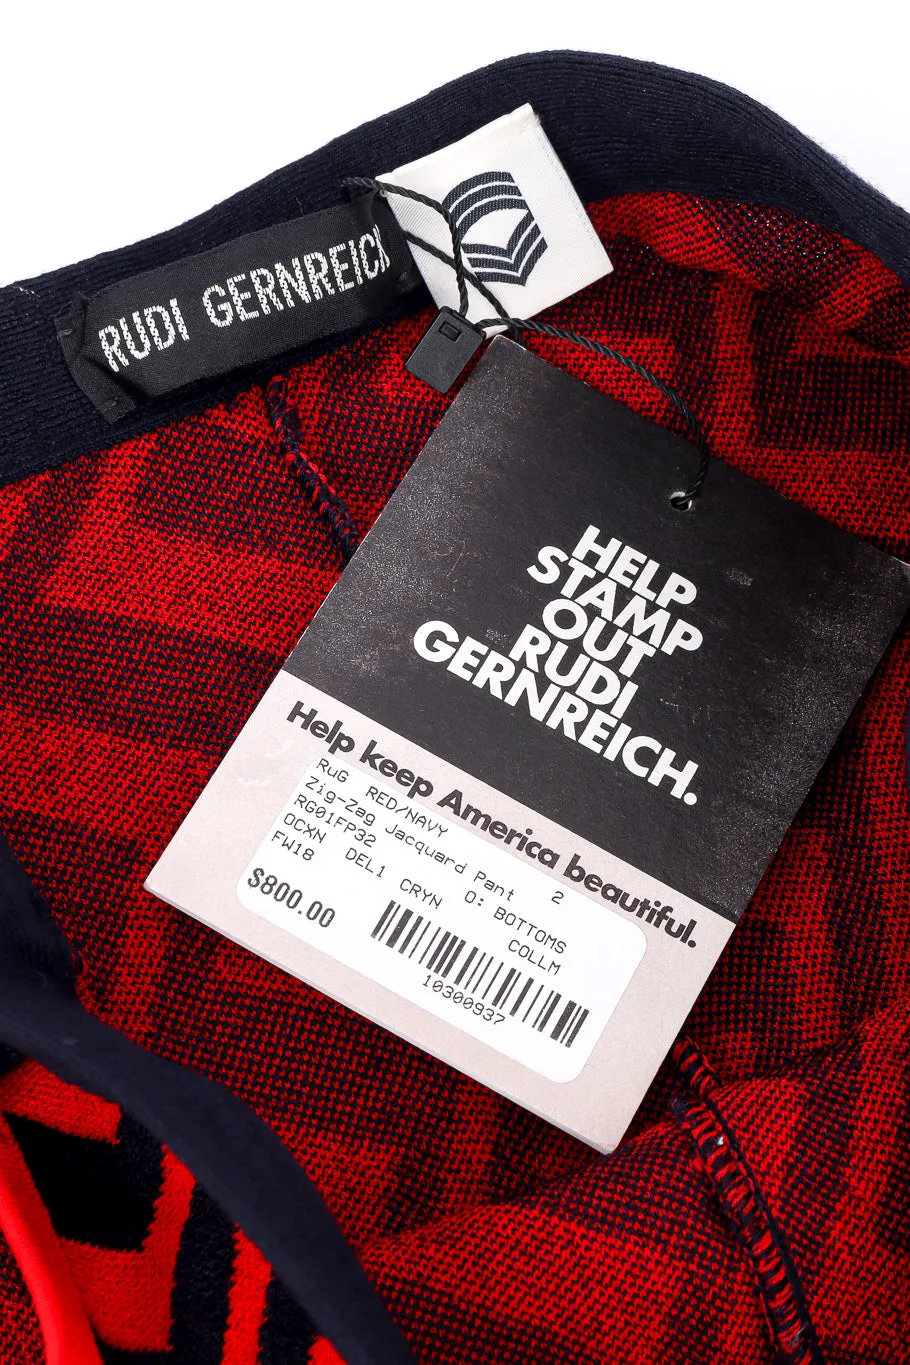 RUDI GERNREICH
HELP
STAMP
OUT
RUDI
GERNREICH.
Help keep America beautiful.
RuG RED/NAVY
Zig-Zag Jacquard Pant 2
RG01FP32
OCXN CRYN O: BOTTOMS
FW18 DEL1 COLLM
$800.00
10300937